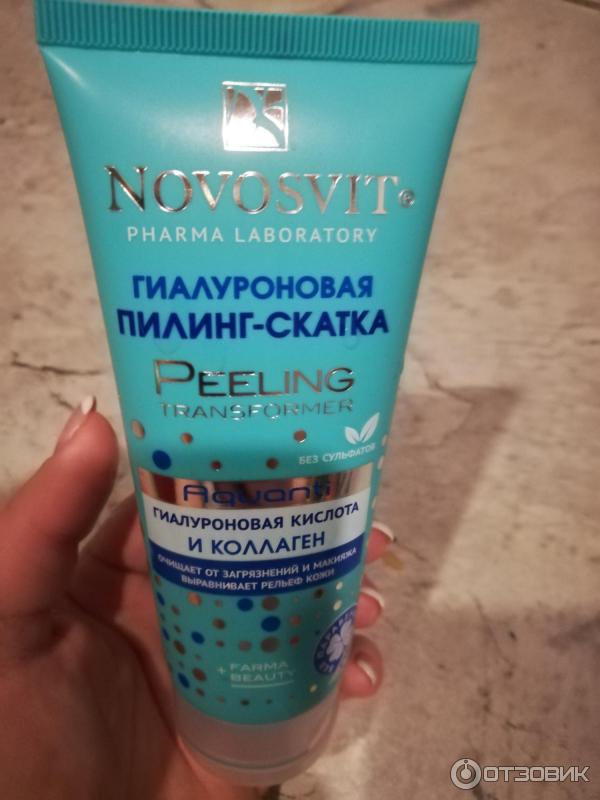 NOVOSVIT®
PHARMA LABORATORY
ГИАЛУРОНОВАЯ
ПИЛИНГ-СКАТКА
PEELING
TRANSFORMER
БЕЗ СУЛЬФАТОВ
Aquanti
ГИАЛУРОНОВАЯ КИСЛОТА
И КОЛЛАГЕН
ОЧИЩАЕТ ОТ ЗАГРЯЗНЕНИЙ И МАКИЯЖА
ВЫРАВНИВАЕТ РЕЛЬЕФ КОЖИ
+ FARMA
BEAUTY
ОТЗОВИК